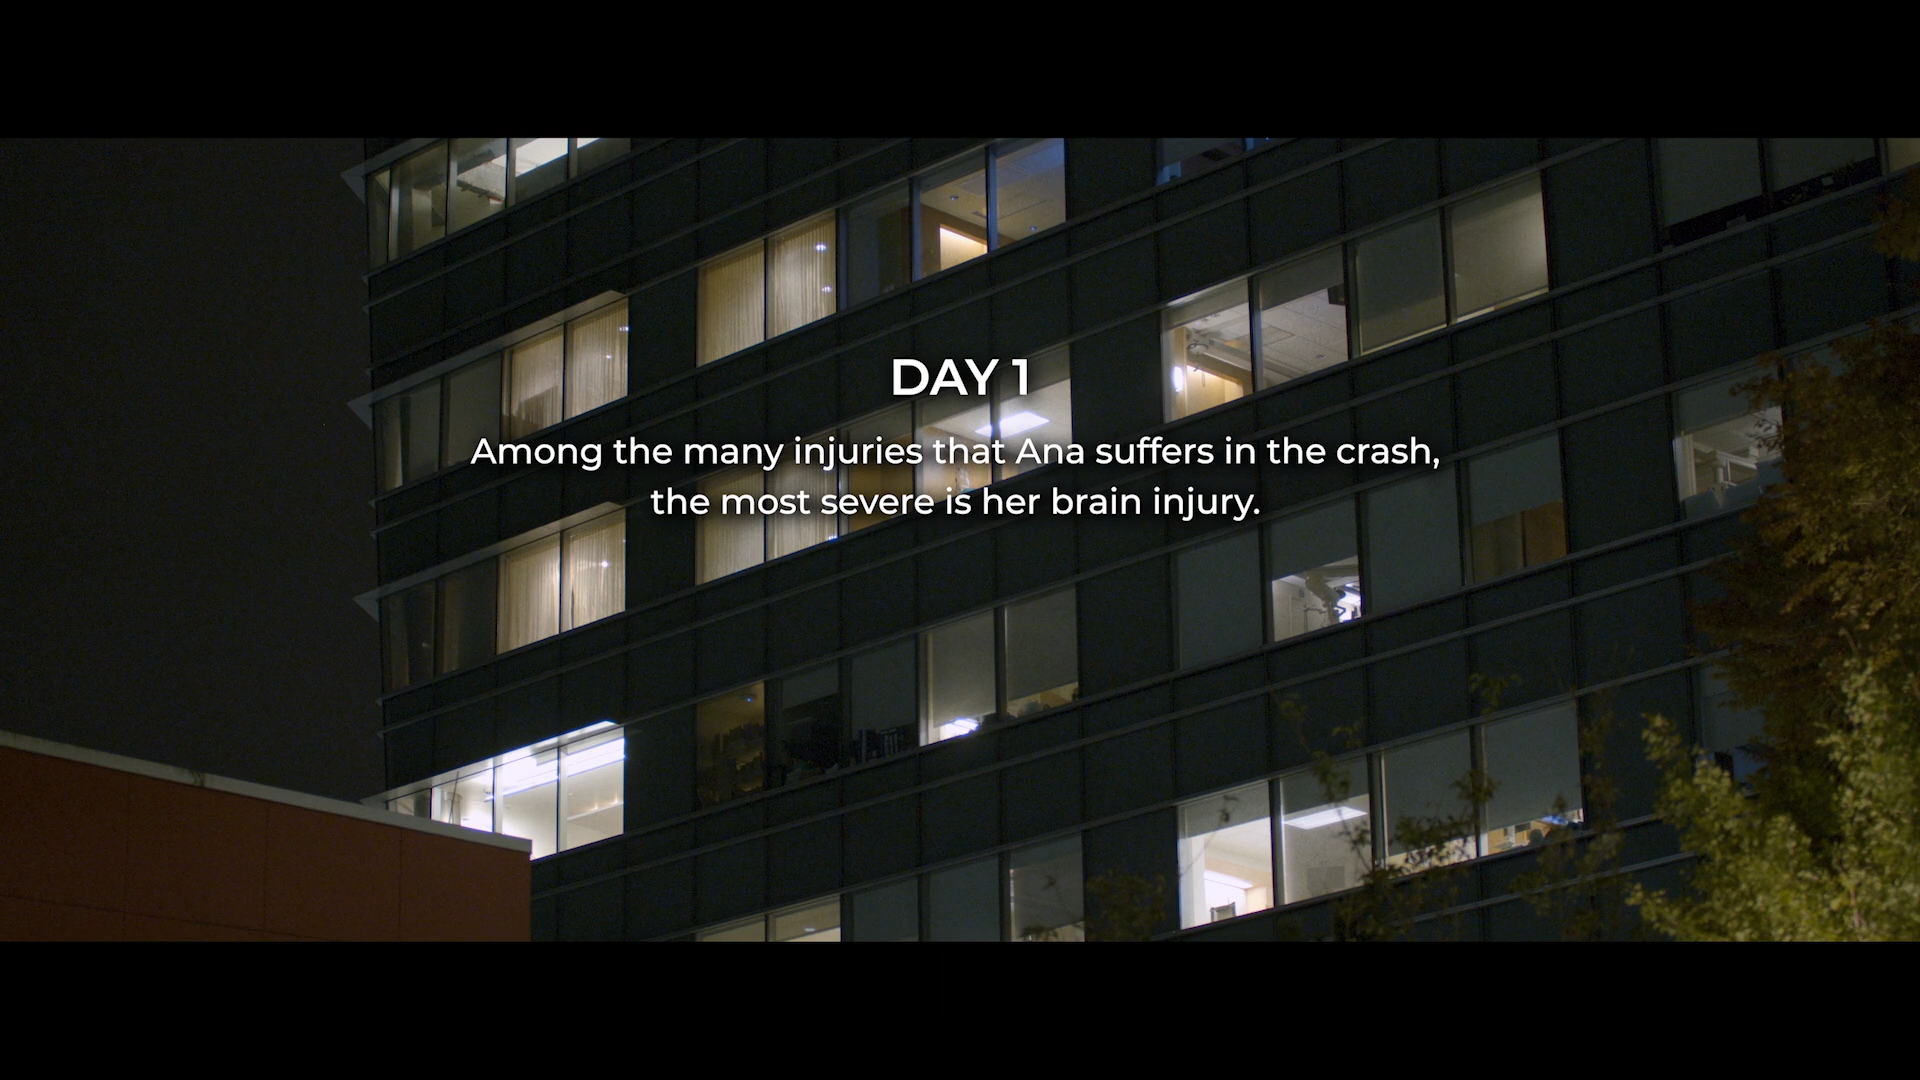 DAY 1
Among the many injuries that Ana suffers in the crash,
the most severe is her brain injury.